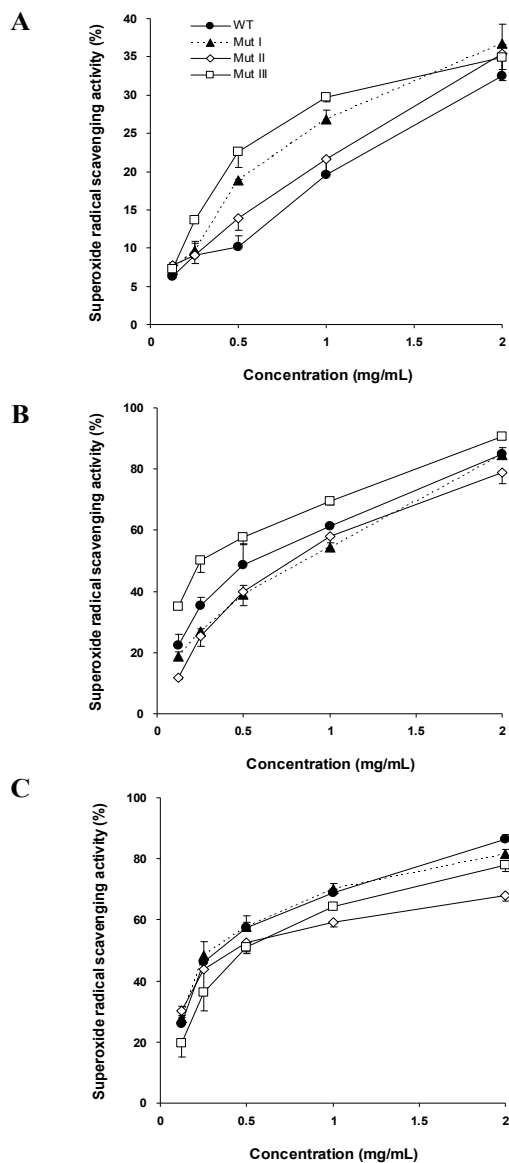 A
WT
Mut I
Mut II
Mut III
Superoxide radical scavenging activity (%)
40
35
30
25
20
15
10
5
0
0 0.5 1 1.5 2
Concentration (mg/mL)
B
Superoxide radical scavenging activity (%)
100
80
60
40
20
0
0 0.5 1 1.5 2
Concentration (mg/mL)
C
Superoxide radical scavenging activity (%)
100
80
60
40
20
0
0 0.5 1 1.5 2
Concentration (mg/mL)